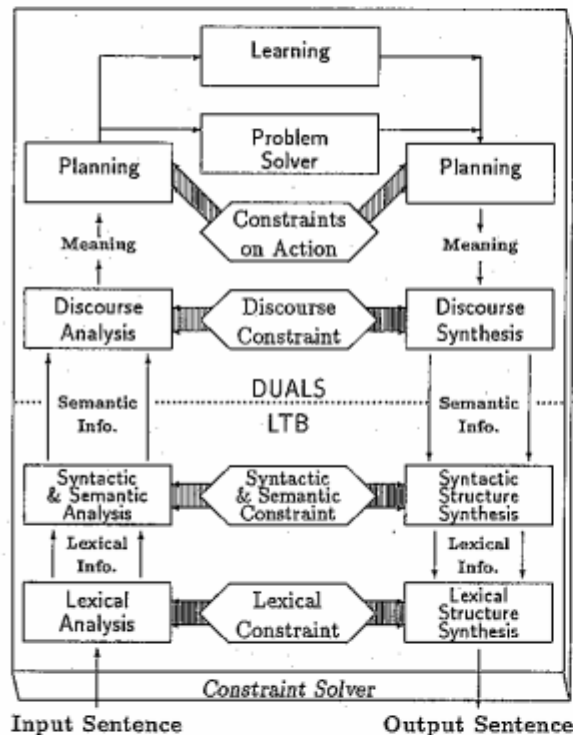 Learning
Problem
Solver
Planning
Planning
Constraints
on Action
Meaning
Meaning
Discourse
Analysis
Discourse
Constraint
Discourse
Synthesis
DUALS
Semantic
Info.
Semantic
Info.
LTB
Syntactic
& Semantic
Analysis
Syntactic
& Semantic
Constraint
Syntactic
Structure
Synthesis
Lexical
Info.
Lexical
Info.
Lexical
Analysis
Lexical
Constraint
Lexical
Structure
Synthesis
Constraint Solver
Input Sentence
Output Sentence